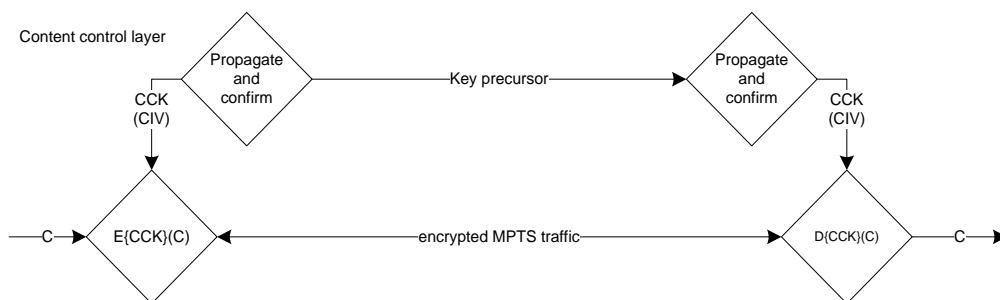 Content control layer
Propagate
and
confirm
Key precursor
Propagate
and
confirm
CCK
(CIV)
CCK
(CIV)
C
E{CCK}(C)
encrypted MPTS traffic
D{CCK}(C)
C